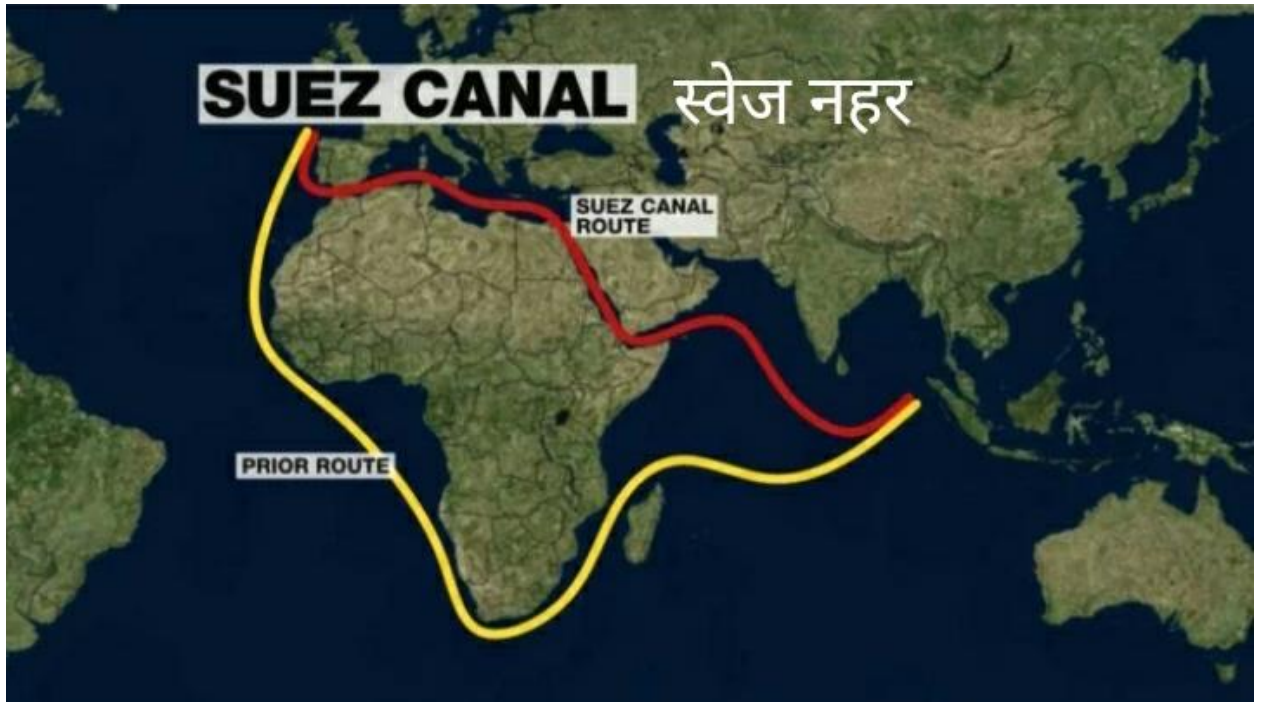 SUEZ CANAL स्वेज नहर
SUEZ CANAL
ROUTE
PRIOR ROUTE